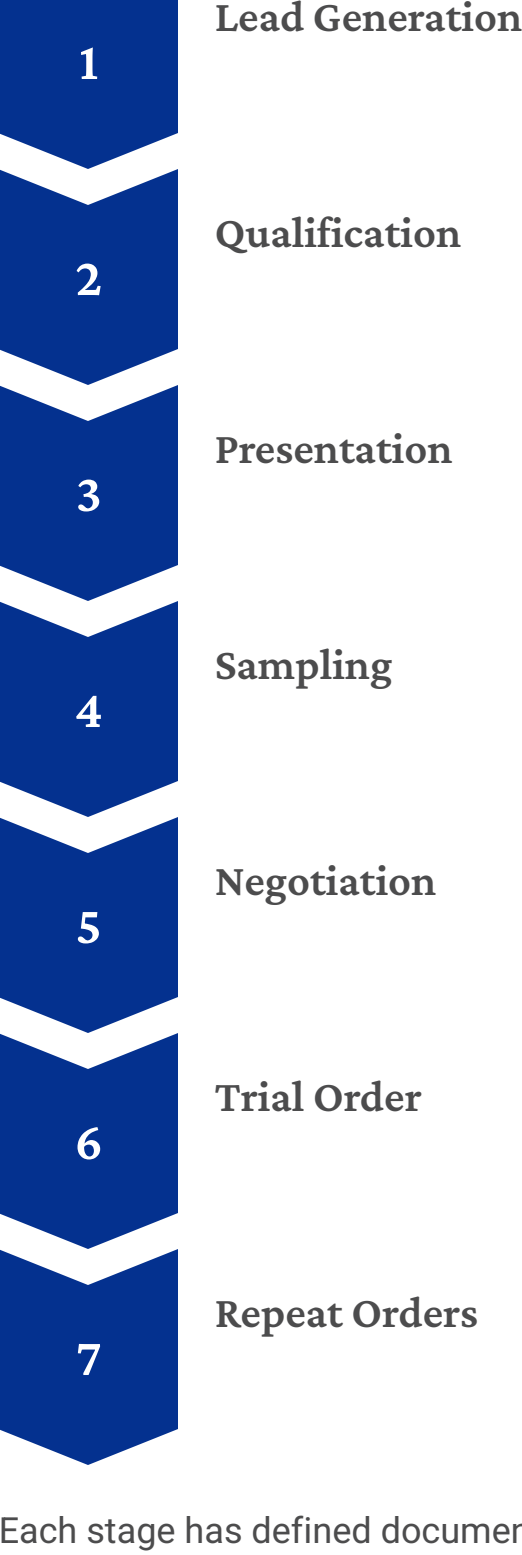 Lead Generation
1
Qualification
2
Presentation
3
Sampling
4
Negotiation
5
Trial Order
6
Repeat Orders
7
Each stage has defined